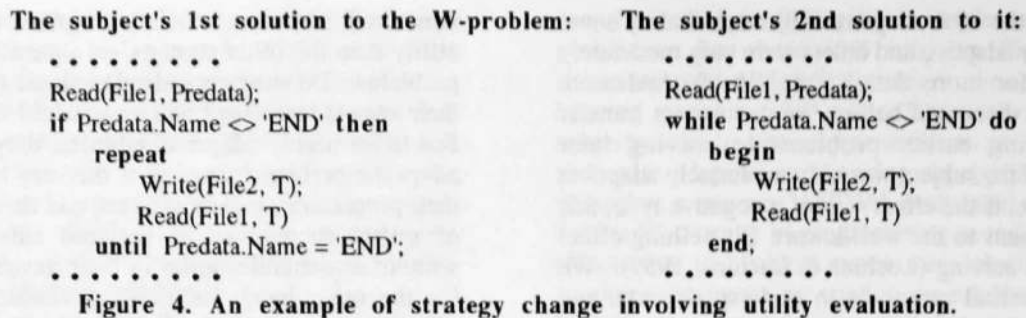 The subject's 1st solution to the W-problem:
. . . . . . . . .
Read(File1, Predata);
if Predata.Name <> 'END' then
repeat
Write(File2, T);
Read(File1, T)
until Predata.Name = 'END';
. . . . . . . . .
The subject's 2nd solution to it:
. . . . . . . . .
Read(File1, Predata);
while Predata.Name <> 'END' do
begin
Write(File2, T);
Read(File1, T)
end;
. . . . . . . . .
Figure 4. An example of strategy change involving utility evaluation.